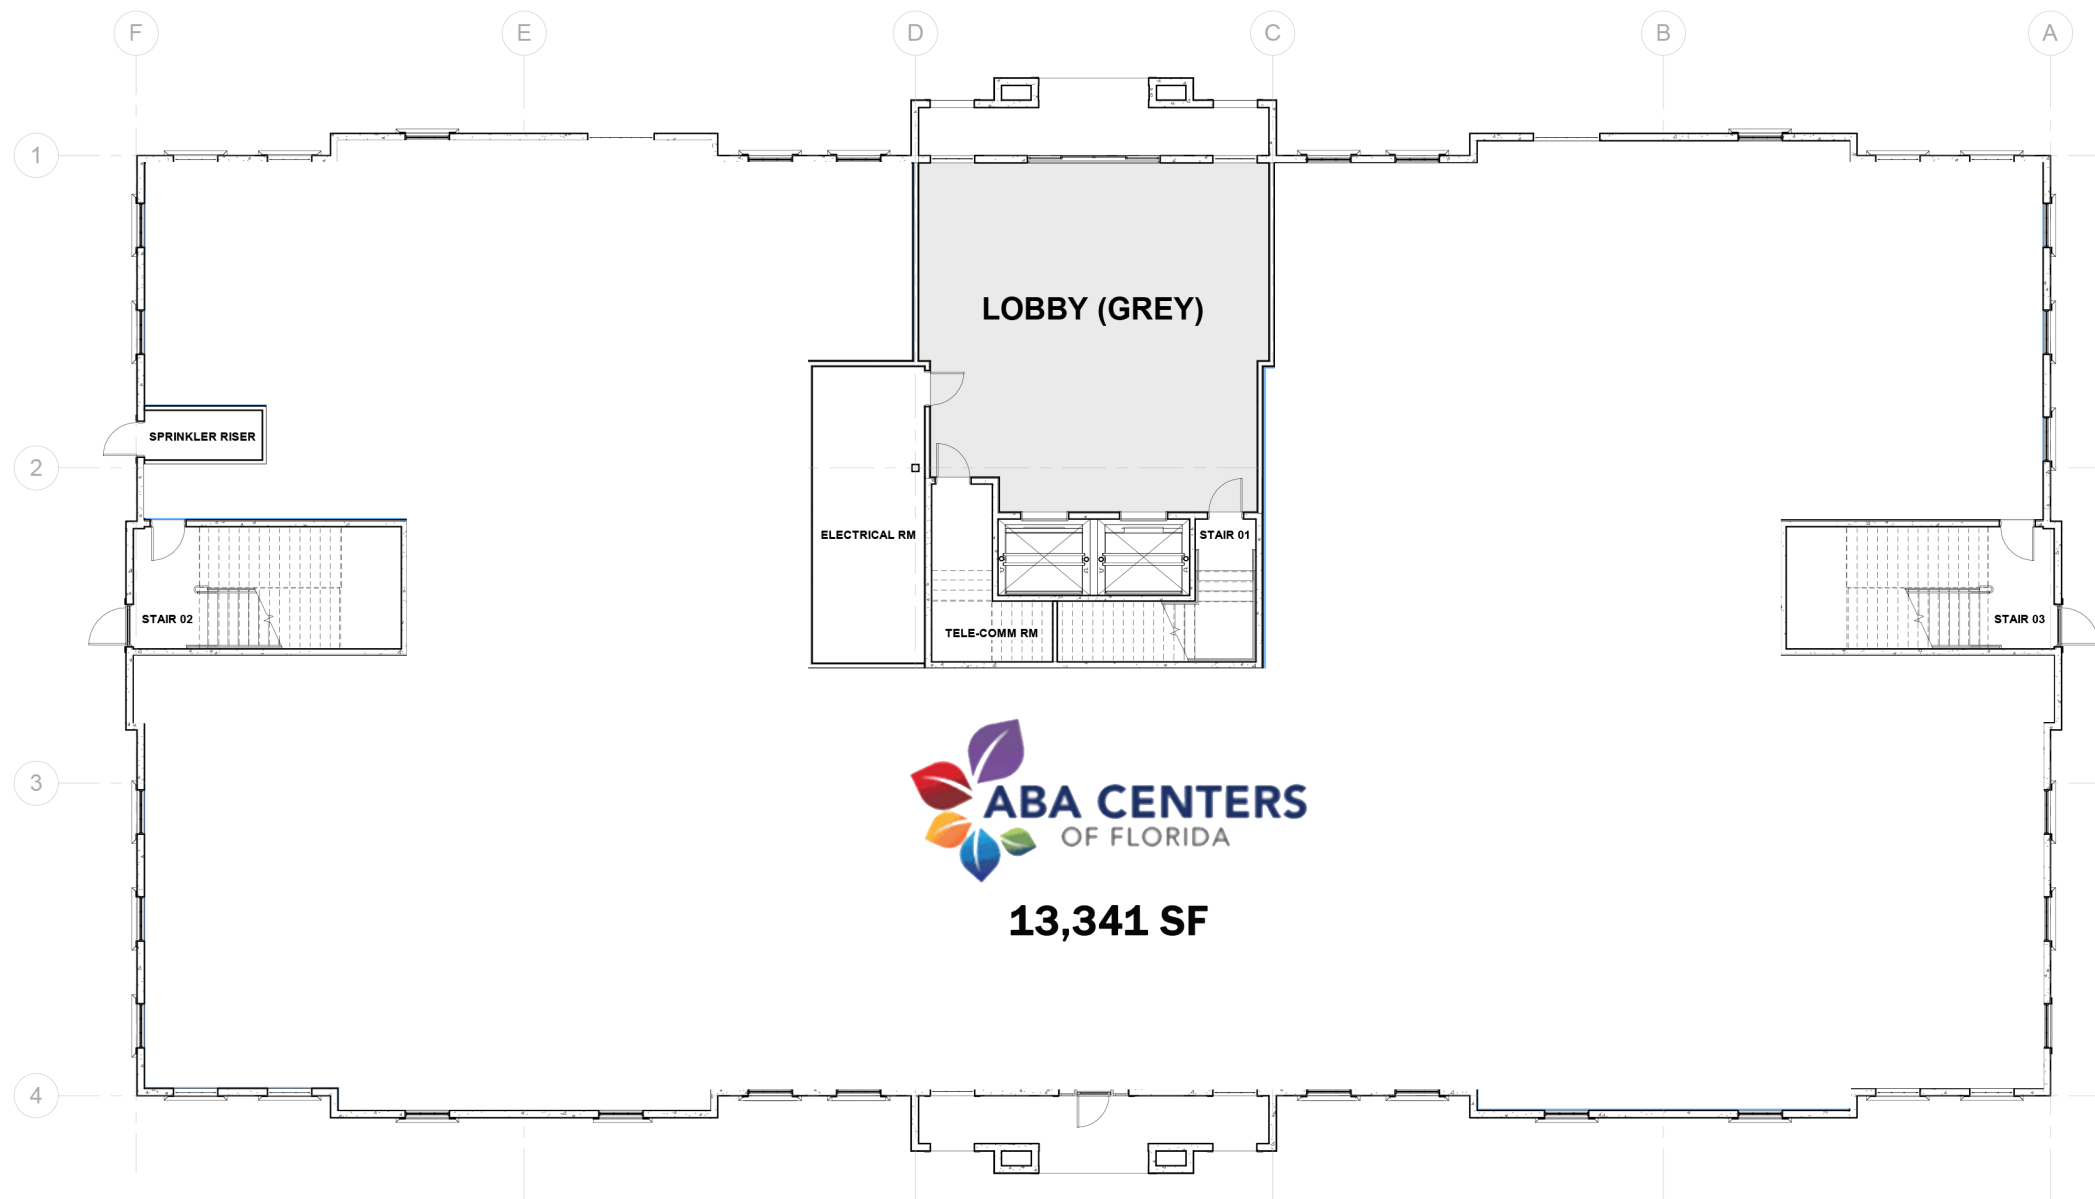 F
E
D
C
B
A
1
LOBBY (GREY)
SPRINKLER RISER
2
ELECTRICAL RM
STAIR 01
STAIR 02
STAIR 03
TELE-COMM RM
3
ABA CENTERS
OF FLORIDA
13,341 SF
4